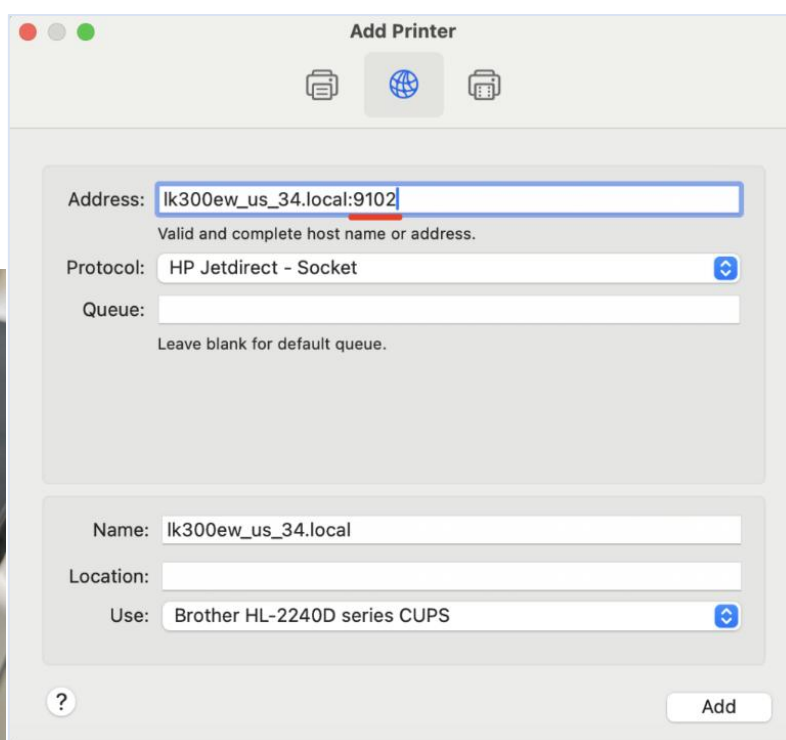 Add Printer
Address: lk300ew_us_34.local:9102
Valid and complete host name or address.
Protocol: HP Jetdirect - Socket
Queue:
Leave blank for default queue.
Name: lk300ew_us_34.local
Location:
Use: Brother HL-2240D series CUPS
? Add